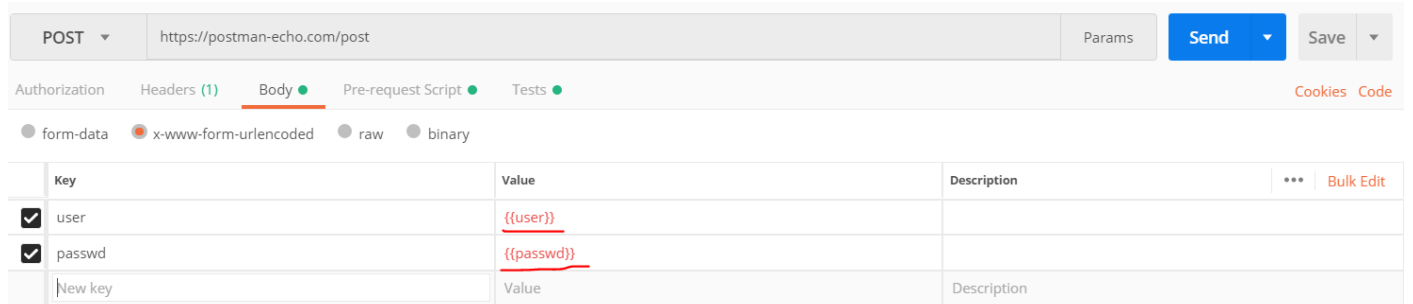 POST https://postman-echo.com/post Params Send Save
Authorization Headers (1) Body Pre-request Script Tests Cookies Code
form-data x-www-form-urlencoded raw binary
Key Value Description ••• Bulk Edit
user {{user}}
passwd {{passwd}}
New key Value Description